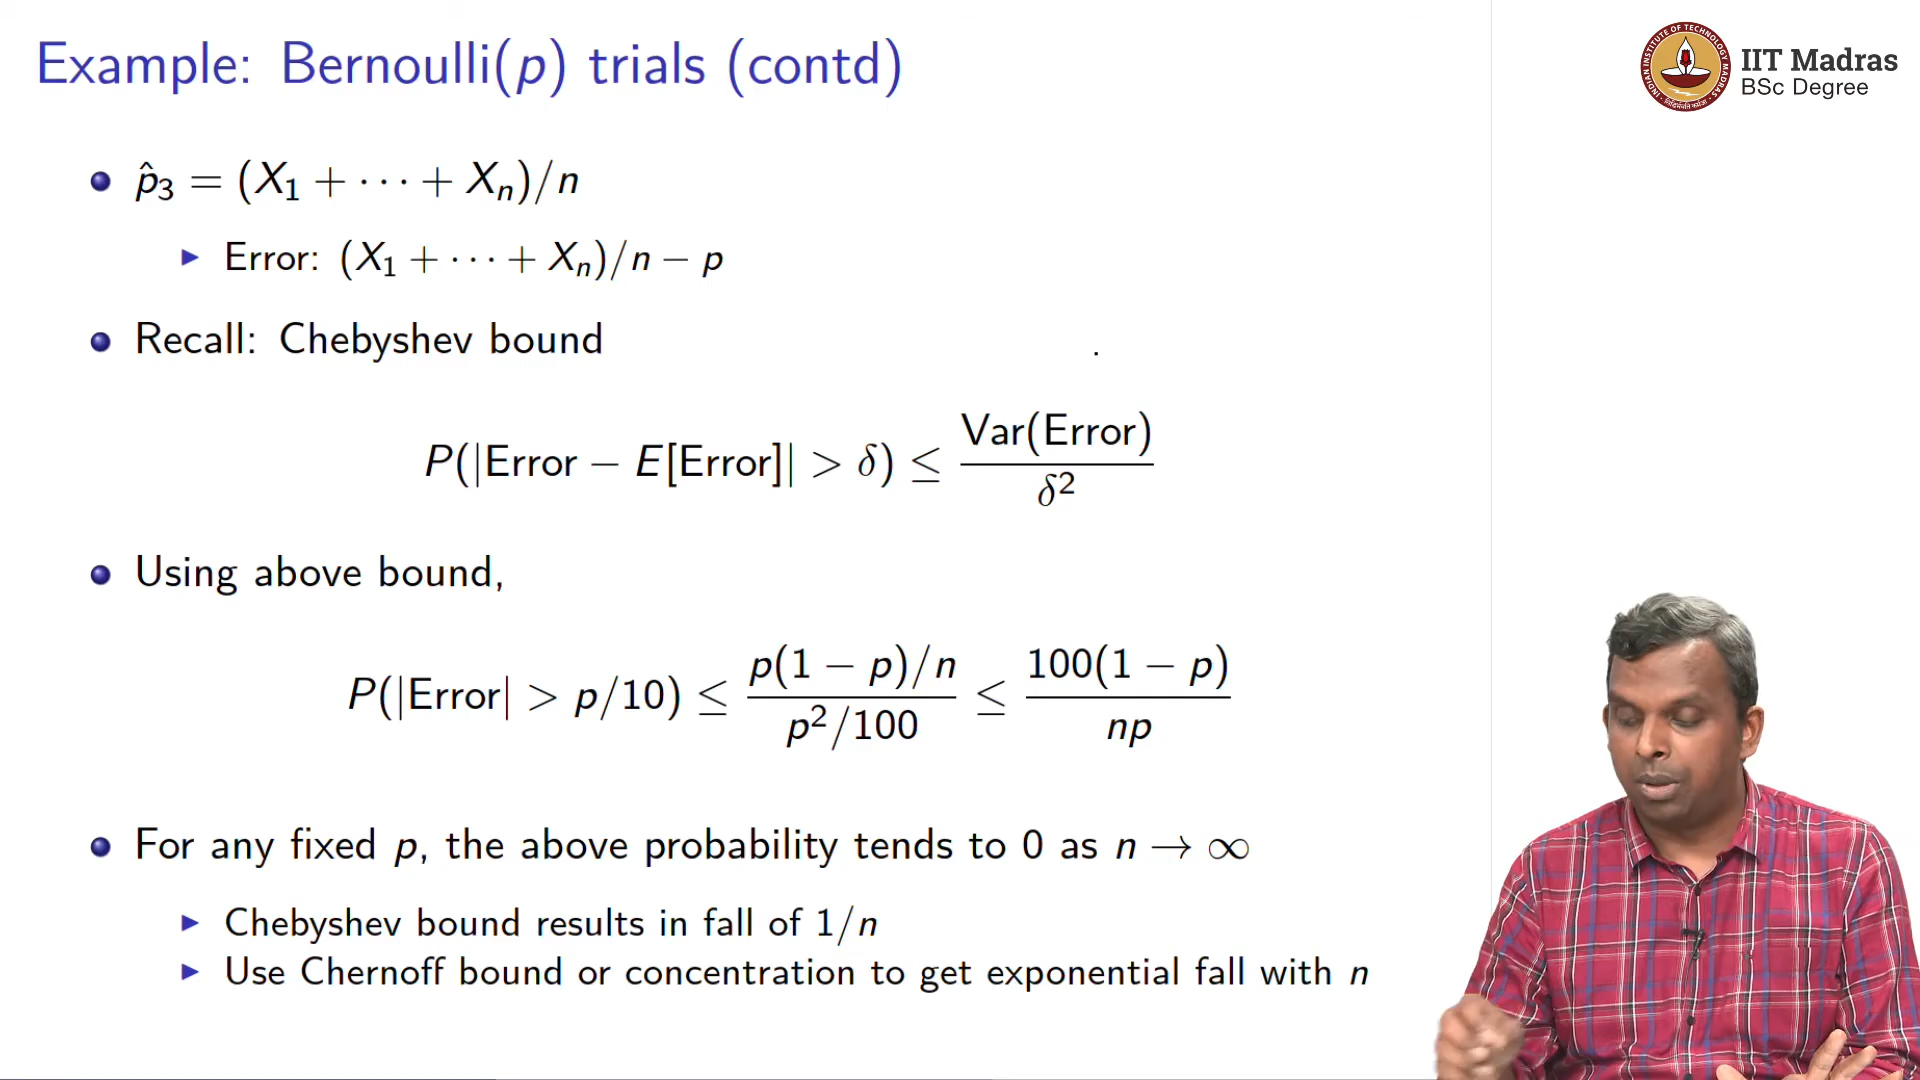 Example: Bernoulli(p) trials (contd)
IIT Madras
BSc Degree
p̂₃ = (X₁ + ⋯ + Xₙ)/n
Error: (X₁ + ⋯ + Xₙ)/n − p
Recall: Chebyshev bound
P(|Error − E[Error]| > δ) ≤ Var(Error) / δ²
Using above bound,
P(|Error| > p/10) ≤ (p(1 − p)/n) / (p²/100) ≤ 100(1 − p) / np
For any fixed p, the above probability tends to 0 as n → ∞
Chebyshev bound results in fall of 1/n
Use Chernoff bound or concentration to get exponential fall with n